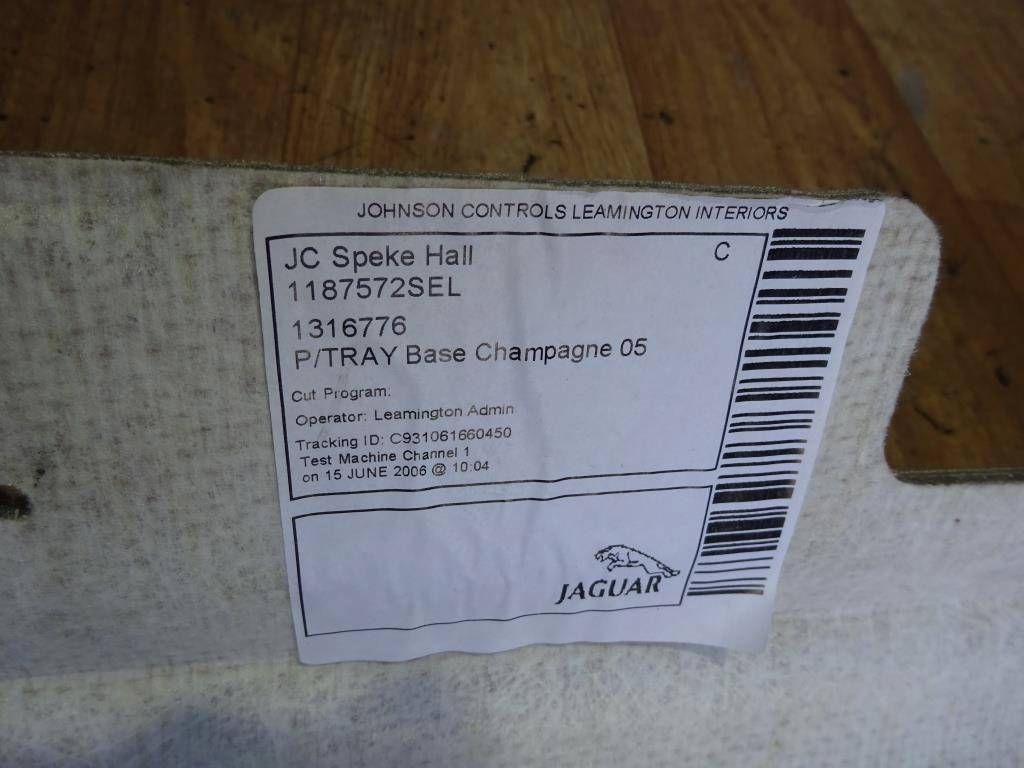 JOHNSON CONTROLS LEAMINGTON INTERIORS
JC Speke Hall C
1187572SEL
1316776
P/TRAY Base Champagne 05
Cut Program:
Operator: Leamington Admin
Tracking ID: C931061660450
Test Machine Channel 1
on 15 JUNE 2006 @ 10:04
JAGUAR